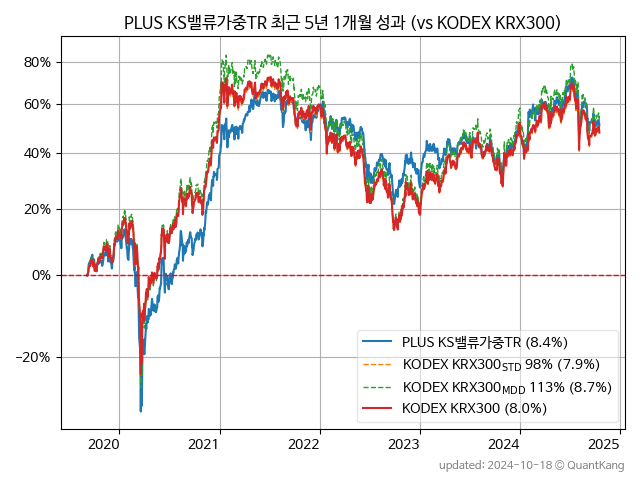 PLUS KS밸류가중TR 최근 5년 1개월 성과 (vs KODEX KRX300)
80%
60%
40%
20%
0%
−20%
PLUS KS밸류가중TR (8.4%)
KODEX KRX300STD 98% (7.9%)
KODEX KRX300MDD 113% (8.7%)
KODEX KRX300 (8.0%)
2020 2021 2022 2023 2024 2025
updated: 2024-10-18 © QuantKang